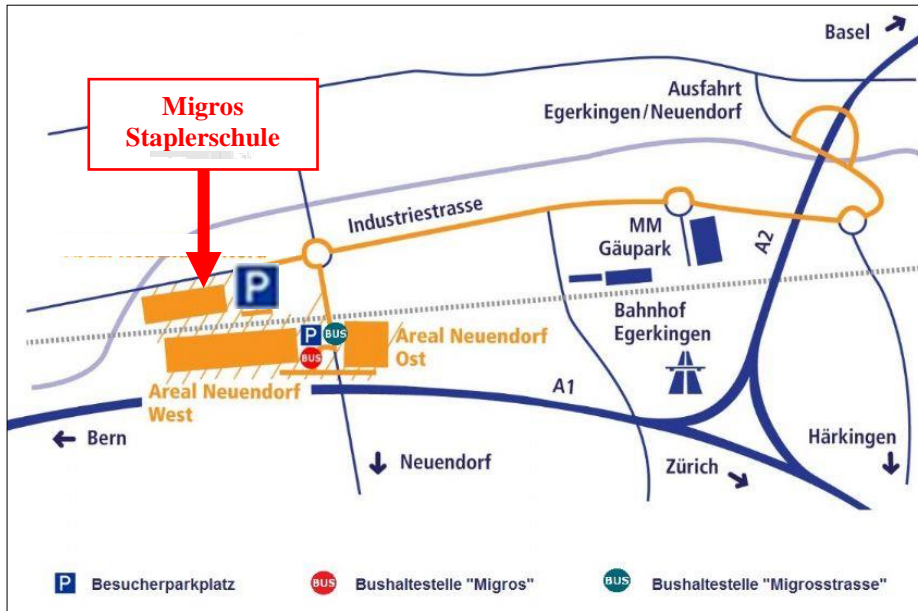 Basel
Ausfahrt
Egerkingen/Neuendorf
Migros
Staplerschule
Industriestrasse
MM
Gäupark
A2
P
P
BUS
BUS
Areal Neuendorf
Ost
Bahnhof
Egerkingen
Areal Neuendorf
West
A1
Bern
Neuendorf
Zürich
Härkingen
P Besucherparkplatz
BUS Bushaltestelle "Migros"
BUS Bushaltestelle "Migrosstrasse"